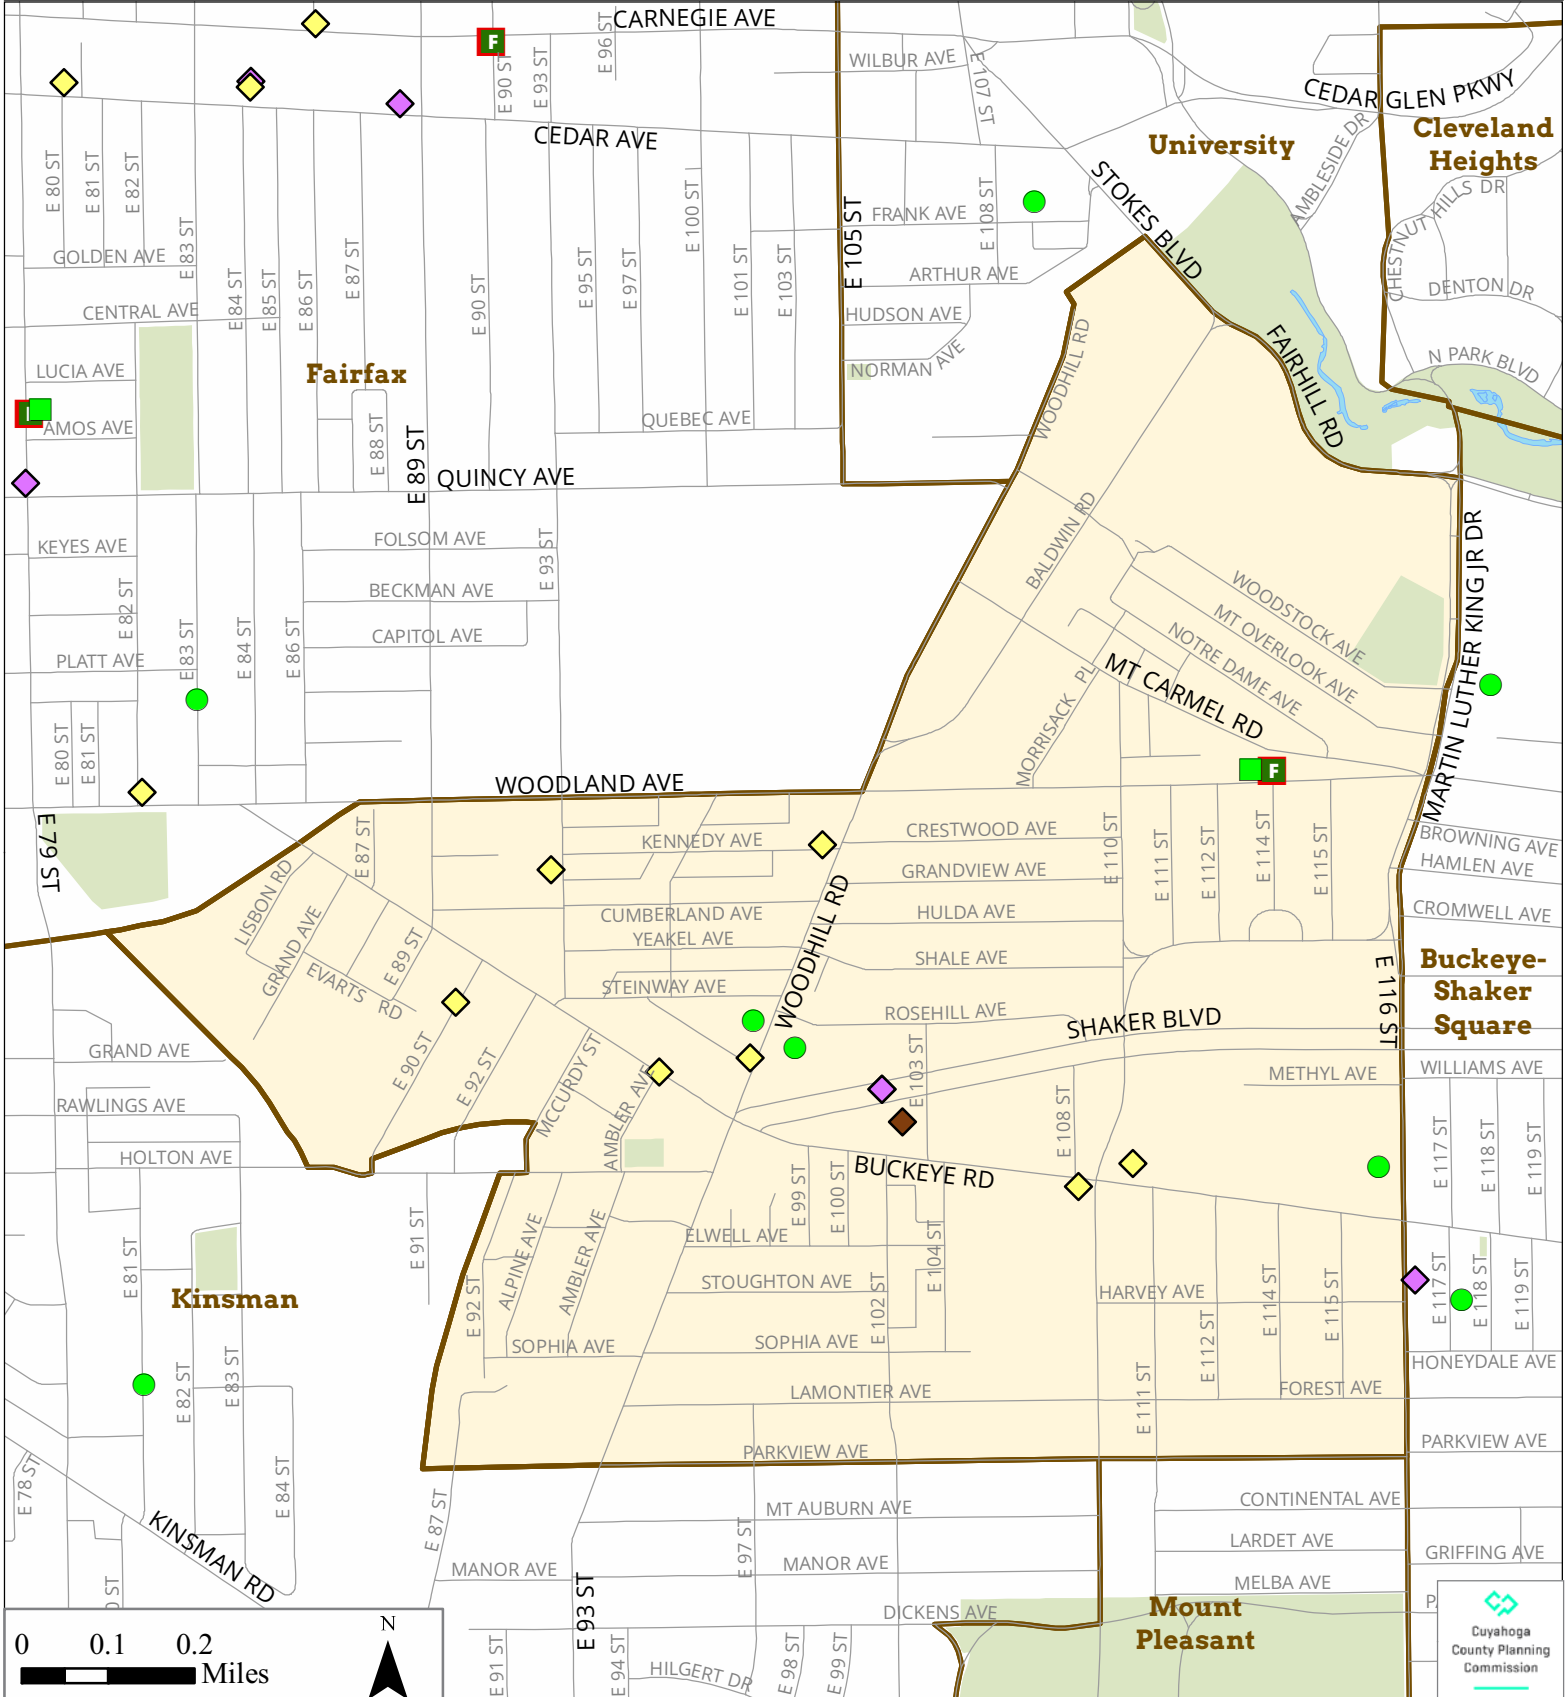 CARNEGIE AVE
E 96 ST
F
E 90 ST
E 93 ST
WILBUR AVE
E 107 ST
CEDAR GLEN PKWY
CEDAR AVE
University
Cleveland
Heights
AMBLESIDE DR
E 80 ST
E 81 ST
E 82 ST
STOKES BLVD
CHESTNUT HILLS DR
E 83 ST
E 100 ST
E 105 ST
FRANK AVE
E 108 ST
GOLDEN AVE
E 84 ST
E 85 ST
E 86 ST
E 87 ST
E 90 ST
E 95 ST
E 97 ST
E 101 ST
E 103 ST
ARTHUR AVE
DENTON DR
CENTRAL AVE
HUDSON AVE
WOODHILL RD
FAIRHILL RD
LUCIA AVE
Fairfax
NORMAN AVE
N PARK BLVD
AMOS AVE
E 88 ST
E 89 ST
QUEBEC AVE
QUINCY AVE
BALDWIN RD
KEYES AVE
FOLSOM AVE
E 93 ST
MARTIN LUTHER KING JR DR
E 82 ST
BECKMAN AVE
WOODSTOCK AVE
MT OVERLOOK AVE
NOTRE DAME AVE
E 83 ST
E 84 ST
E 86 ST
CAPITOL AVE
PLATT AVE
MT CARMEL RD
MORRISACK PL
E 80 ST
E 81 ST
F
WOODLAND AVE
E 79 ST
E 87 ST
KENNEDY AVE
CRESTWOOD AVE
E 110 ST
E 111 ST
E 112 ST
E 114 ST
E 115 ST
BROWNING AVE
HAMLEN AVE
LISBON RD
GRANDVIEW AVE
WOODHILL RD
GRAND AVE
CUMBERLAND AVE
HULDA AVE
CROMWELL AVE
E 89 ST
YEAKEL AVE
SHALE AVE
Buckeye-
Shaker
Square
E 116 ST
EVARTS RD
STEINWAY AVE
ROSEHILL AVE
SHAKER BLVD
GRAND AVE
E 90 ST
E 92 ST
MCCURDY ST
AMBLER AVE
E 103 ST
METHYL AVE
WILLIAMS AVE
RAWLINGS AVE
E 108 ST
E 117 ST
E 118 ST
E 119 ST
HOLTON AVE
BUCKEYE RD
E 99 ST
E 100 ST
E 91 ST
E 81 ST
ALPINE AVE
AMBLER AVE
ELWELL AVE
E 104 ST
Kinsman
E 92 ST
STOUGHTON AVE
E 102 ST
HARVEY AVE
E 112 ST
E 114 ST
E 115 ST
E 117 ST
E 118 ST
E 119 ST
SOPHIA AVE
SOPHIA AVE
HONEYDALE AVE
E 82 ST
E 83 ST
LAMONTIER AVE
E 111 ST
FOREST AVE
PARKVIEW AVE
PARKVIEW AVE
E 78 ST
E 84 ST
E 87 ST
MT AUBURN AVE
CONTINENTAL AVE
KINSMAN RD
E 97 ST
LARDET AVE
MANOR AVE
MANOR AVE
GRIFFING AVE
MELBA AVE
E 93 ST
DICKENS AVE
Mount
Pleasant
E 91 ST
E 94 ST
HILGERT DR
E 98 ST
E 99 ST
0 0.1 0.2
Miles
N
Cuyahoga
County Planning
Commission